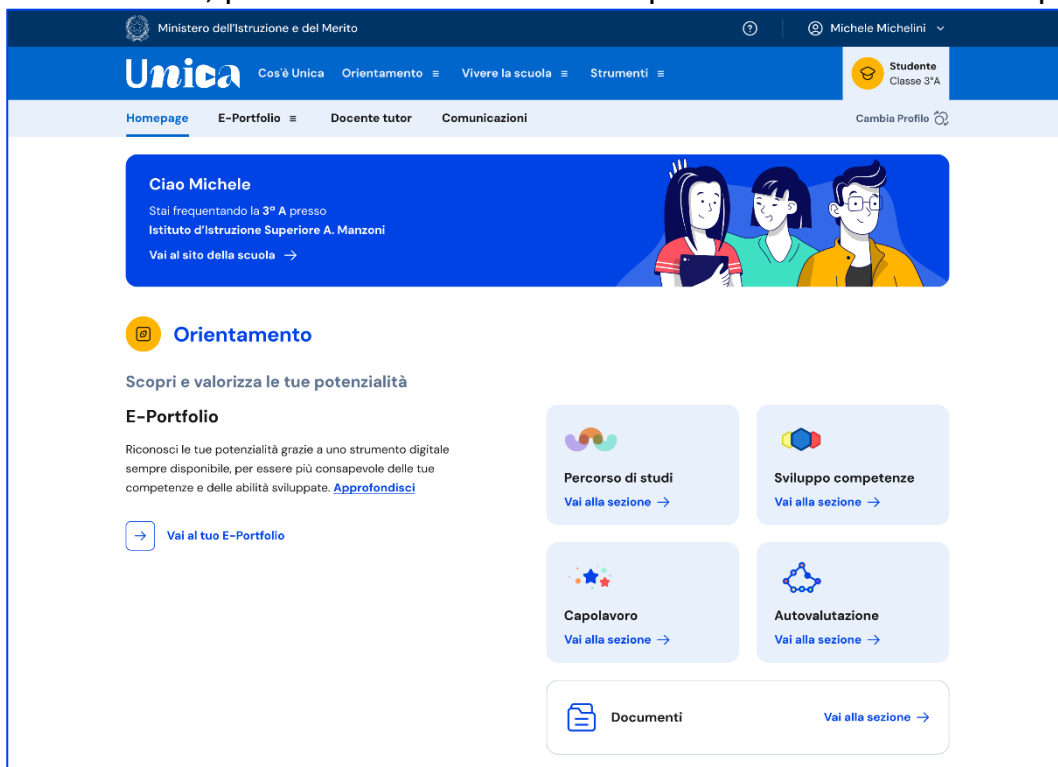 Ministero dell'Istruzione e del Merito
Michele Michelini
Unica Cos'è Unica Orientamento Vivere la scuola Strumenti
Studente
Classe 3ªA
Homepage E-Portfolio Docente tutor Comunicazioni Cambia Profilo
Ciao Michele
Stai frequentando la 3ª A presso
Istituto d'Istruzione Superiore A. Manzoni
Vai al sito della scuola →
Orientamento
Scopri e valorizza le tue potenzialità
E-Portfolio
Riconosci le tue potenzialità grazie a uno strumento digitale
sempre disponibile, per essere più consapevole delle tue
competenze e delle abilità sviluppate. Approfondisci
→ Vai al tuo E-Portfolio
Percorso di studi
Vai alla sezione →
Sviluppo competenze
Vai alla sezione →
Capolavoro
Vai alla sezione →
Autovalutazione
Vai alla sezione →
Documenti Vai alla sezione →